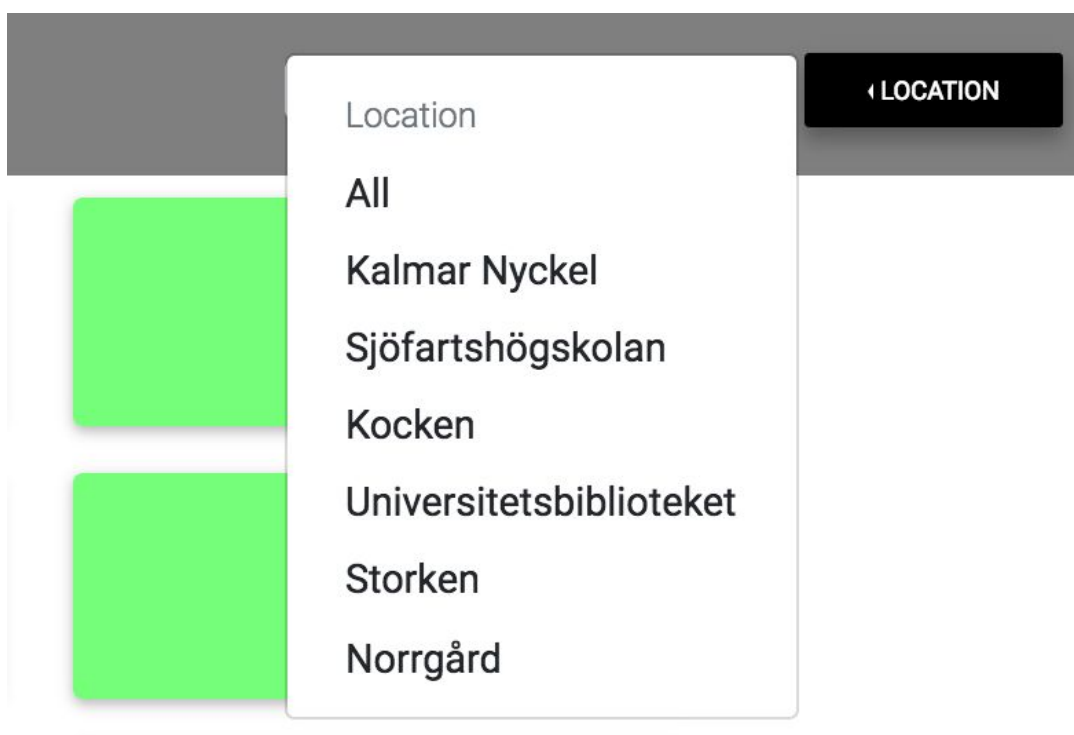 LOCATION
Location
All
Kalmar Nyckel
Sjöfartshögskolan
Kocken
Universitetsbiblioteket
Storken
Norrgård